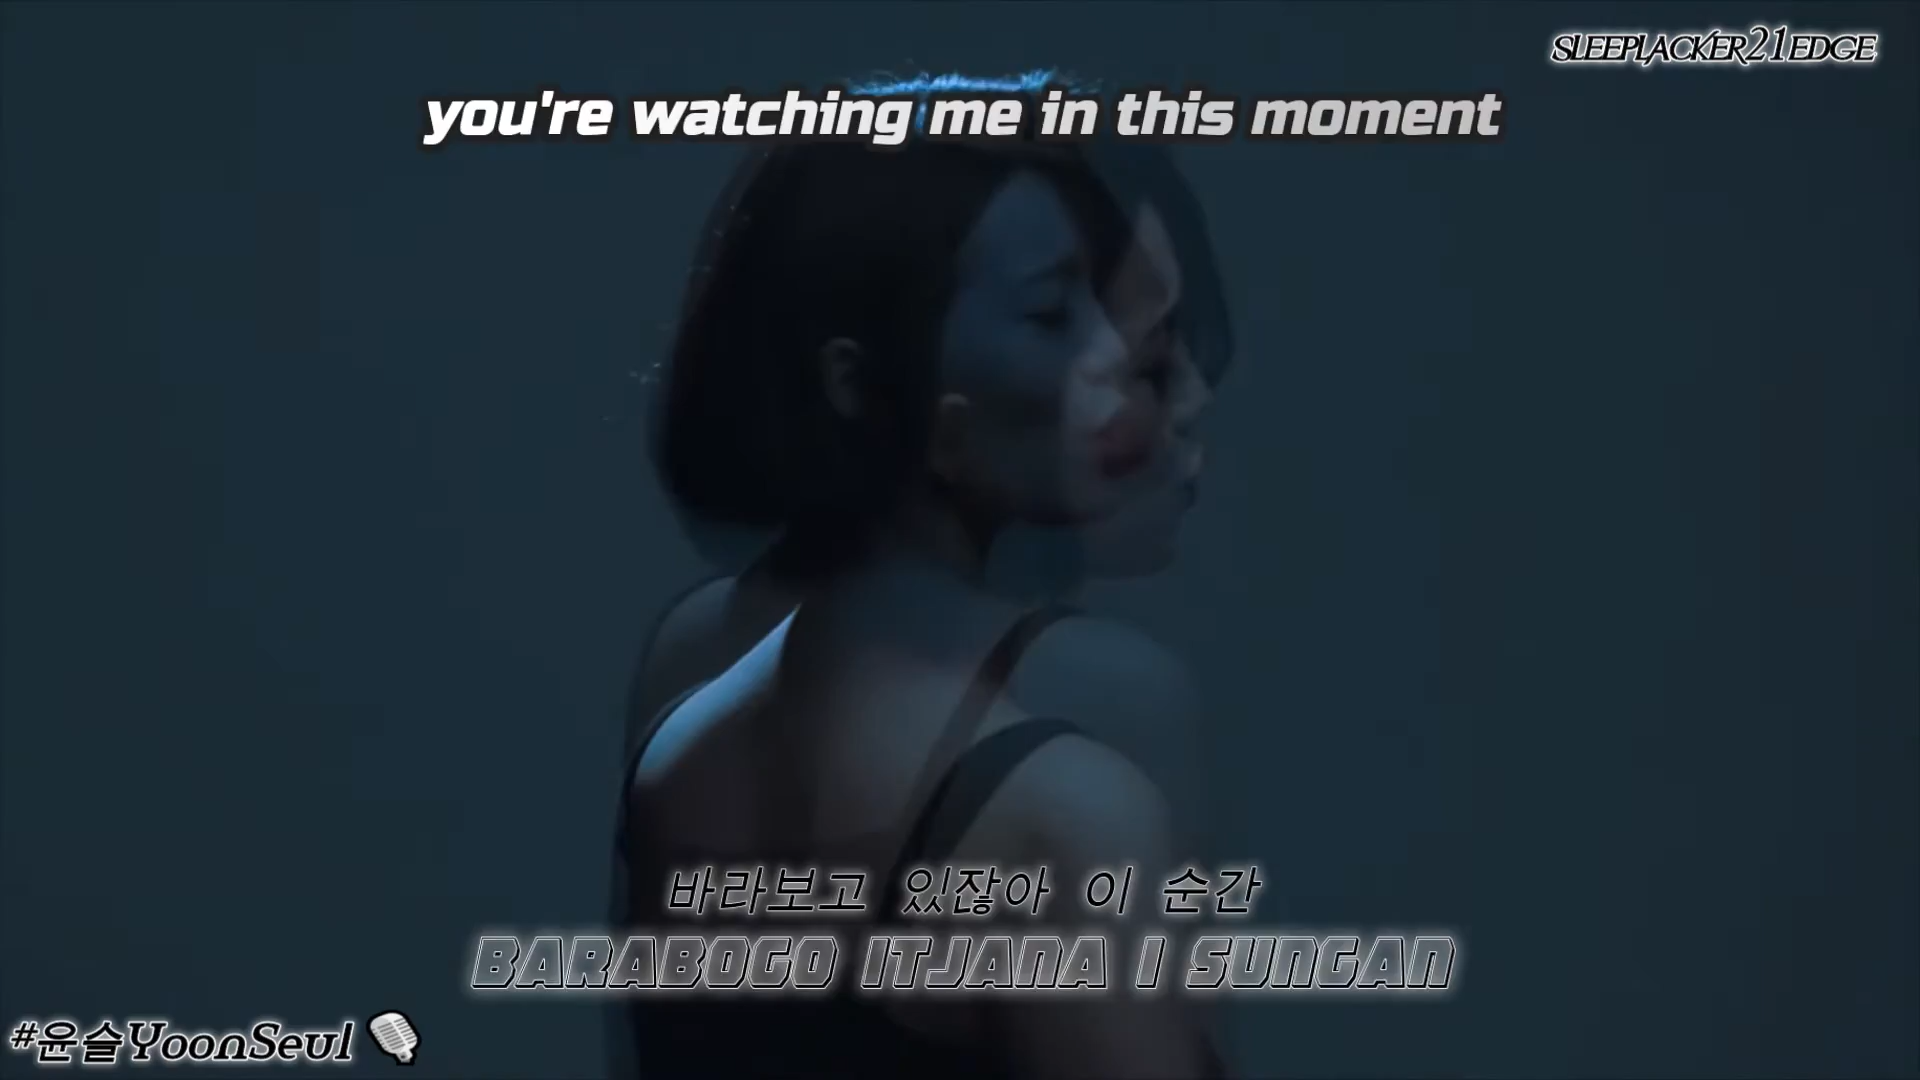 SLEEPLACKER21EDGE
you're watching me in this moment
바라보고 있잖아 이 순간
BARABOGO ITJANA I SUNGAN
#윤슬YoonSeul